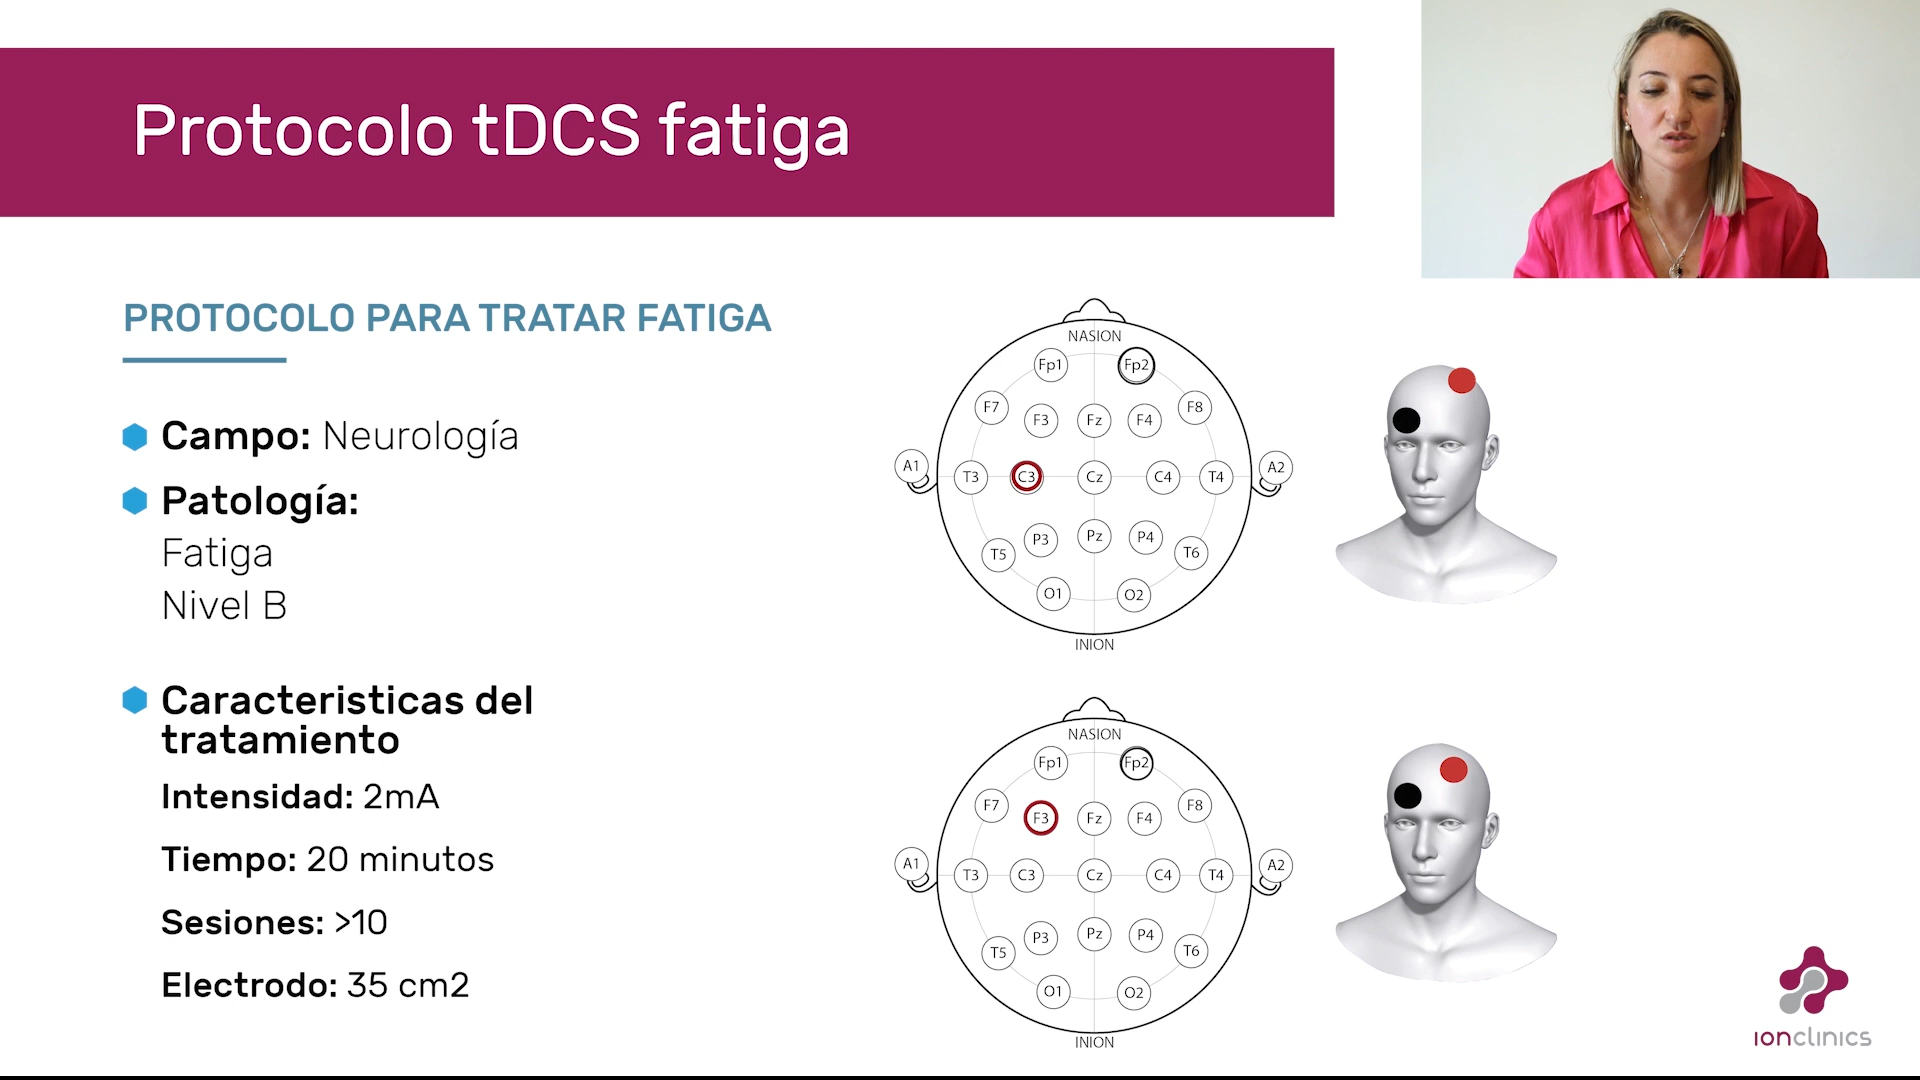 Protocolo tDCS fatiga
PROTOCOLO PARA TRATAR FATIGA
Campo: Neurología
Patología:
Fatiga
Nivel B
Caracteristicas del
tratamiento
Intensidad: 2mA
Tiempo: 20 minutos
Sesiones: >10
Electrodo: 35 cm2
NASION
Fp1 Fp2
F7 F3 Fz F4 F8
A1 T3 C3 Cz C4 T4 A2
T5 P3 Pz P4 T6
O1 O2
INION
NASION
Fp1 Fp2
F7 F3 Fz F4 F8
A1 T3 C3 Cz C4 T4 A2
T5 P3 Pz P4 T6
O1 O2
INION
ionclinics